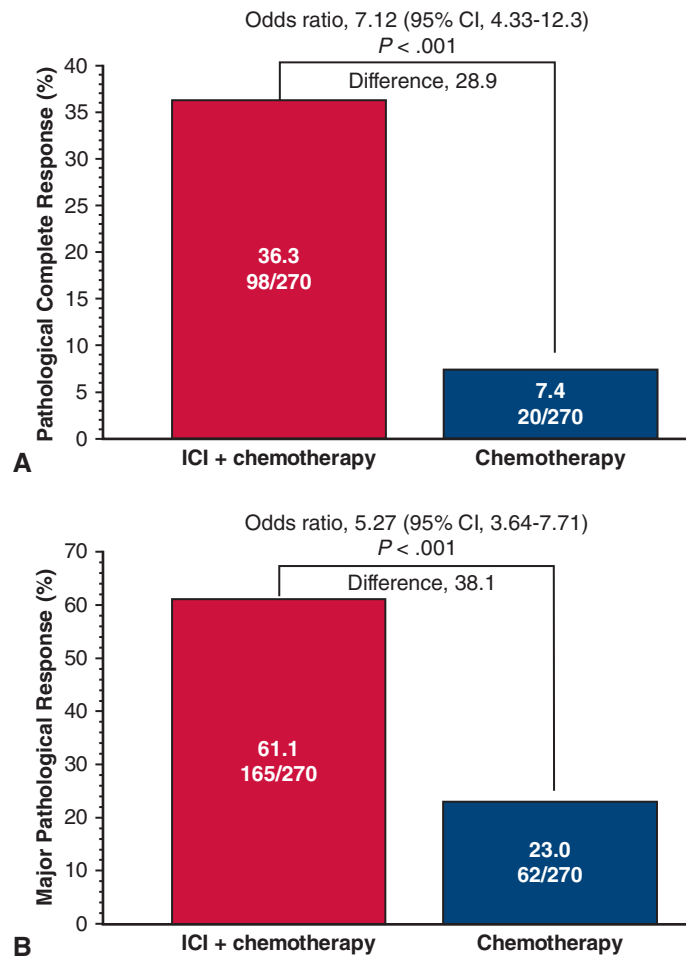 Odds ratio, 7.12 (95% CI, 4.33-12.3)
P < .001
Difference, 28.9
Pathological Complete Response (%)
40
35
30
25
20
15
10
5
0
36.3
98/270
7.4
20/270
ICI + chemotherapy
Chemotherapy
A
Odds ratio, 5.27 (95% CI, 3.64-7.71)
P < .001
Difference, 38.1
Major Pathological Response (%)
70
60
50
40
30
20
10
0
61.1
165/270
23.0
62/270
ICI + chemotherapy
Chemotherapy
B